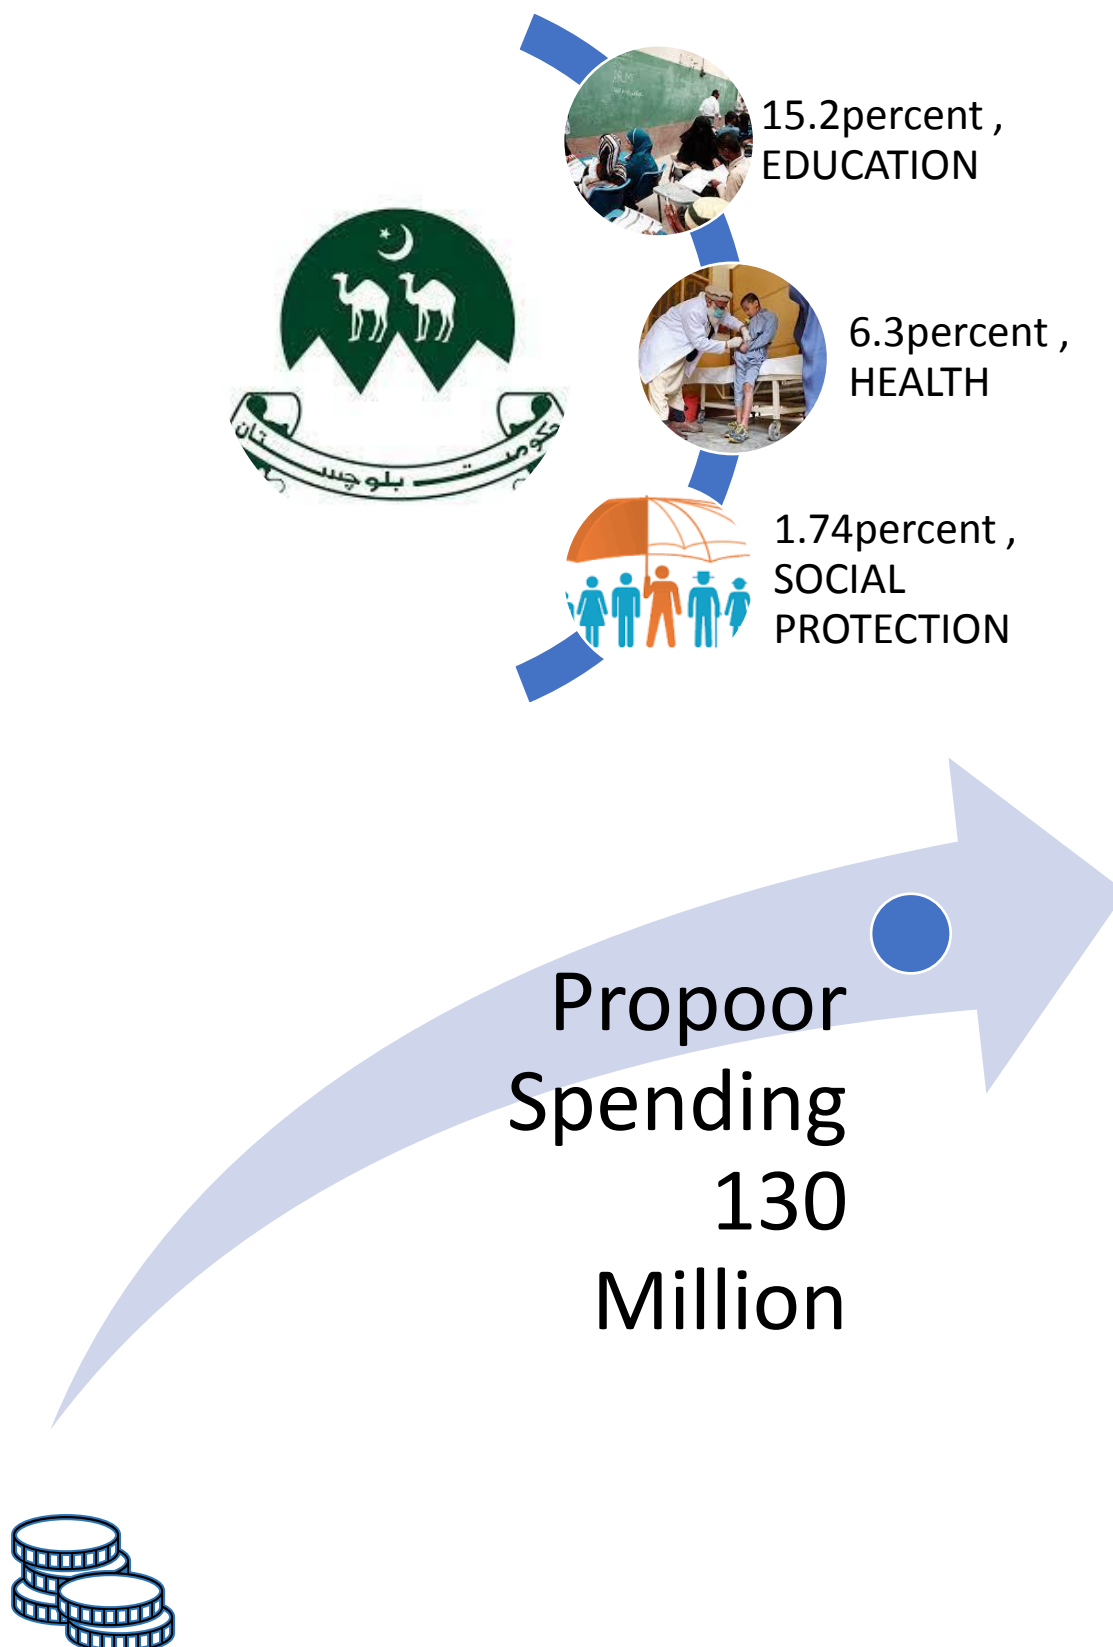 حکومت بلوچستان
15.2percent ,
EDUCATION
6.3percent ,
HEALTH
1.74percent ,
SOCIAL
PROTECTION
Propoor
Spending
130
Million